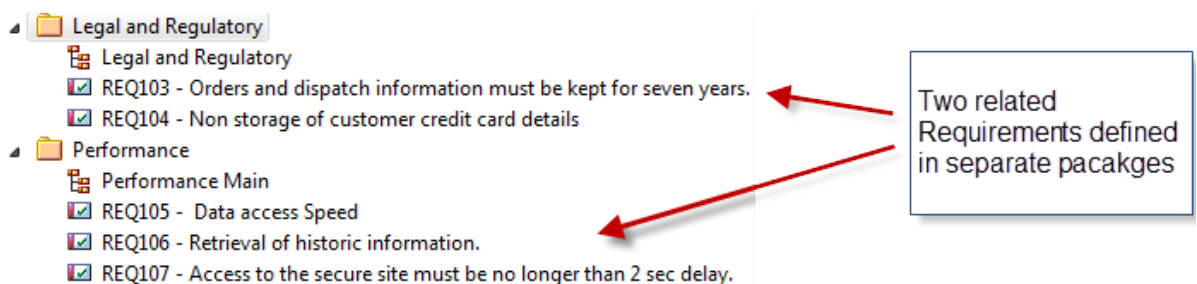 Legal and Regulatory
Legal and Regulatory
REQ103 - Orders and dispatch information must be kept for seven years.
REQ104 - Non storage of customer credit card details
Performance
Performance Main
REQ105 -  Data access Speed
REQ106 - Retrieval of historic information.
REQ107 - Access to the secure site must be no longer than 2 sec delay.
Two related
Requirements defined
in separate pacakges